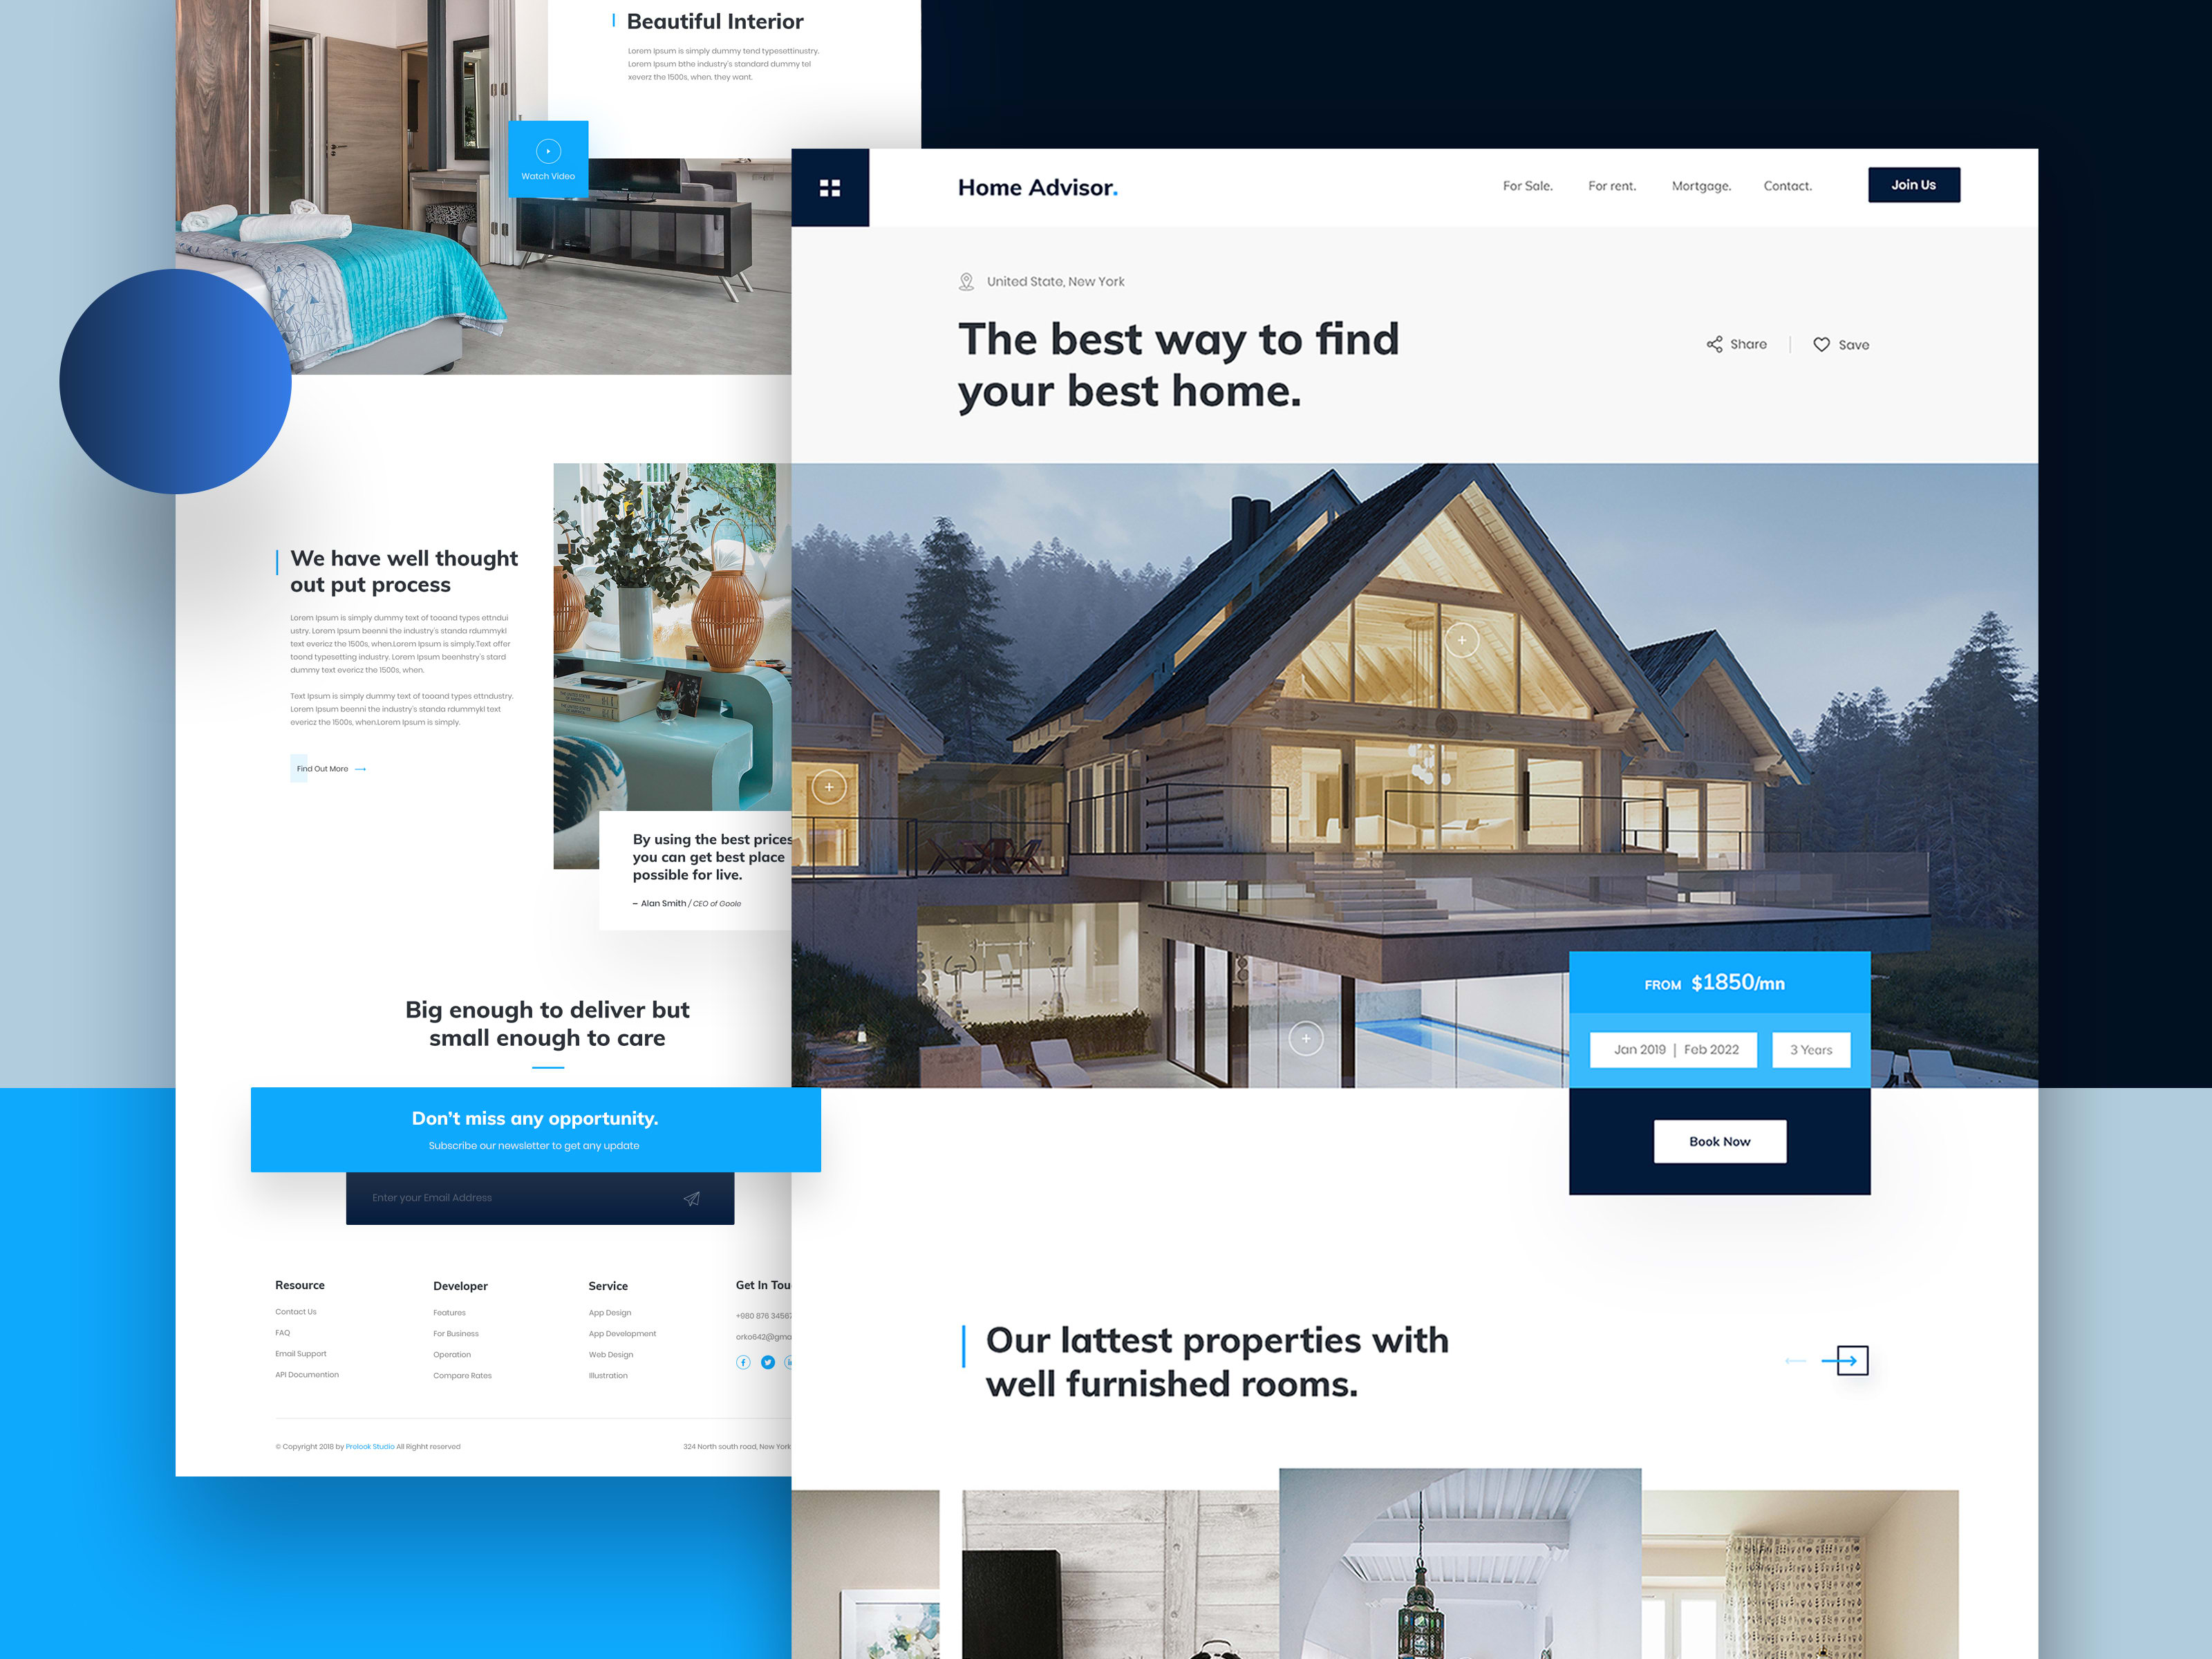 Beautiful Interior
Lorem Ipsum is simply dummy tend typesettinustry.
Lorem Ipsum bthe industry's standard dummy tel
xeverz the 1500s, when, they want.
Watch Video
We have well thought
out put process
Lorem Ipsum is simply dummy text of tooand types ettndui
ustry. Lorem Ipsum beenni the industry's standa rdummykl
text evericz the 1500s, when.Lorem Ipsum is simply.Text offer
toond typesetting industry. Lorem Ipsum beenhstry's stard
dummy text evericz the 1500s, when.
Text Ipsum is simply dummy text of tooand types ettndustry.
Lorem Ipsum beenni the industry's standa rdummykl text
evericz the 1500s, when.Lorem Ipsum is simply.
Find Out More
By using the best prices
you can get best place
possible for live.
– Alan Smith / CEO of Goole
Big enough to deliver but
small enough to care
Don't miss any opportunity.
Subscribe our newsletter to get any update
Enter your Email Address
Resource
Contact Us
FAQ
Email Support
API Documention
Developer
Features
For Business
Operation
Compare Rates
Service
App Design
App Development
Web Design
Illustration
Get In Tou
+980 876 34567
orko642@gma
© Copyright 2018 by Prelook Studio All Righht reserved
324 North south road, New York
Home Advisor.
For Sale.
For rent.
Mortgage.
Contact.
Join Us
United State, New York
The best way to find
your best home.
Share
Save
FROM $1850/mn
Jan 2019 | Feb 2022
3 Years
Book Now
Our lattest properties with
well furnished rooms.